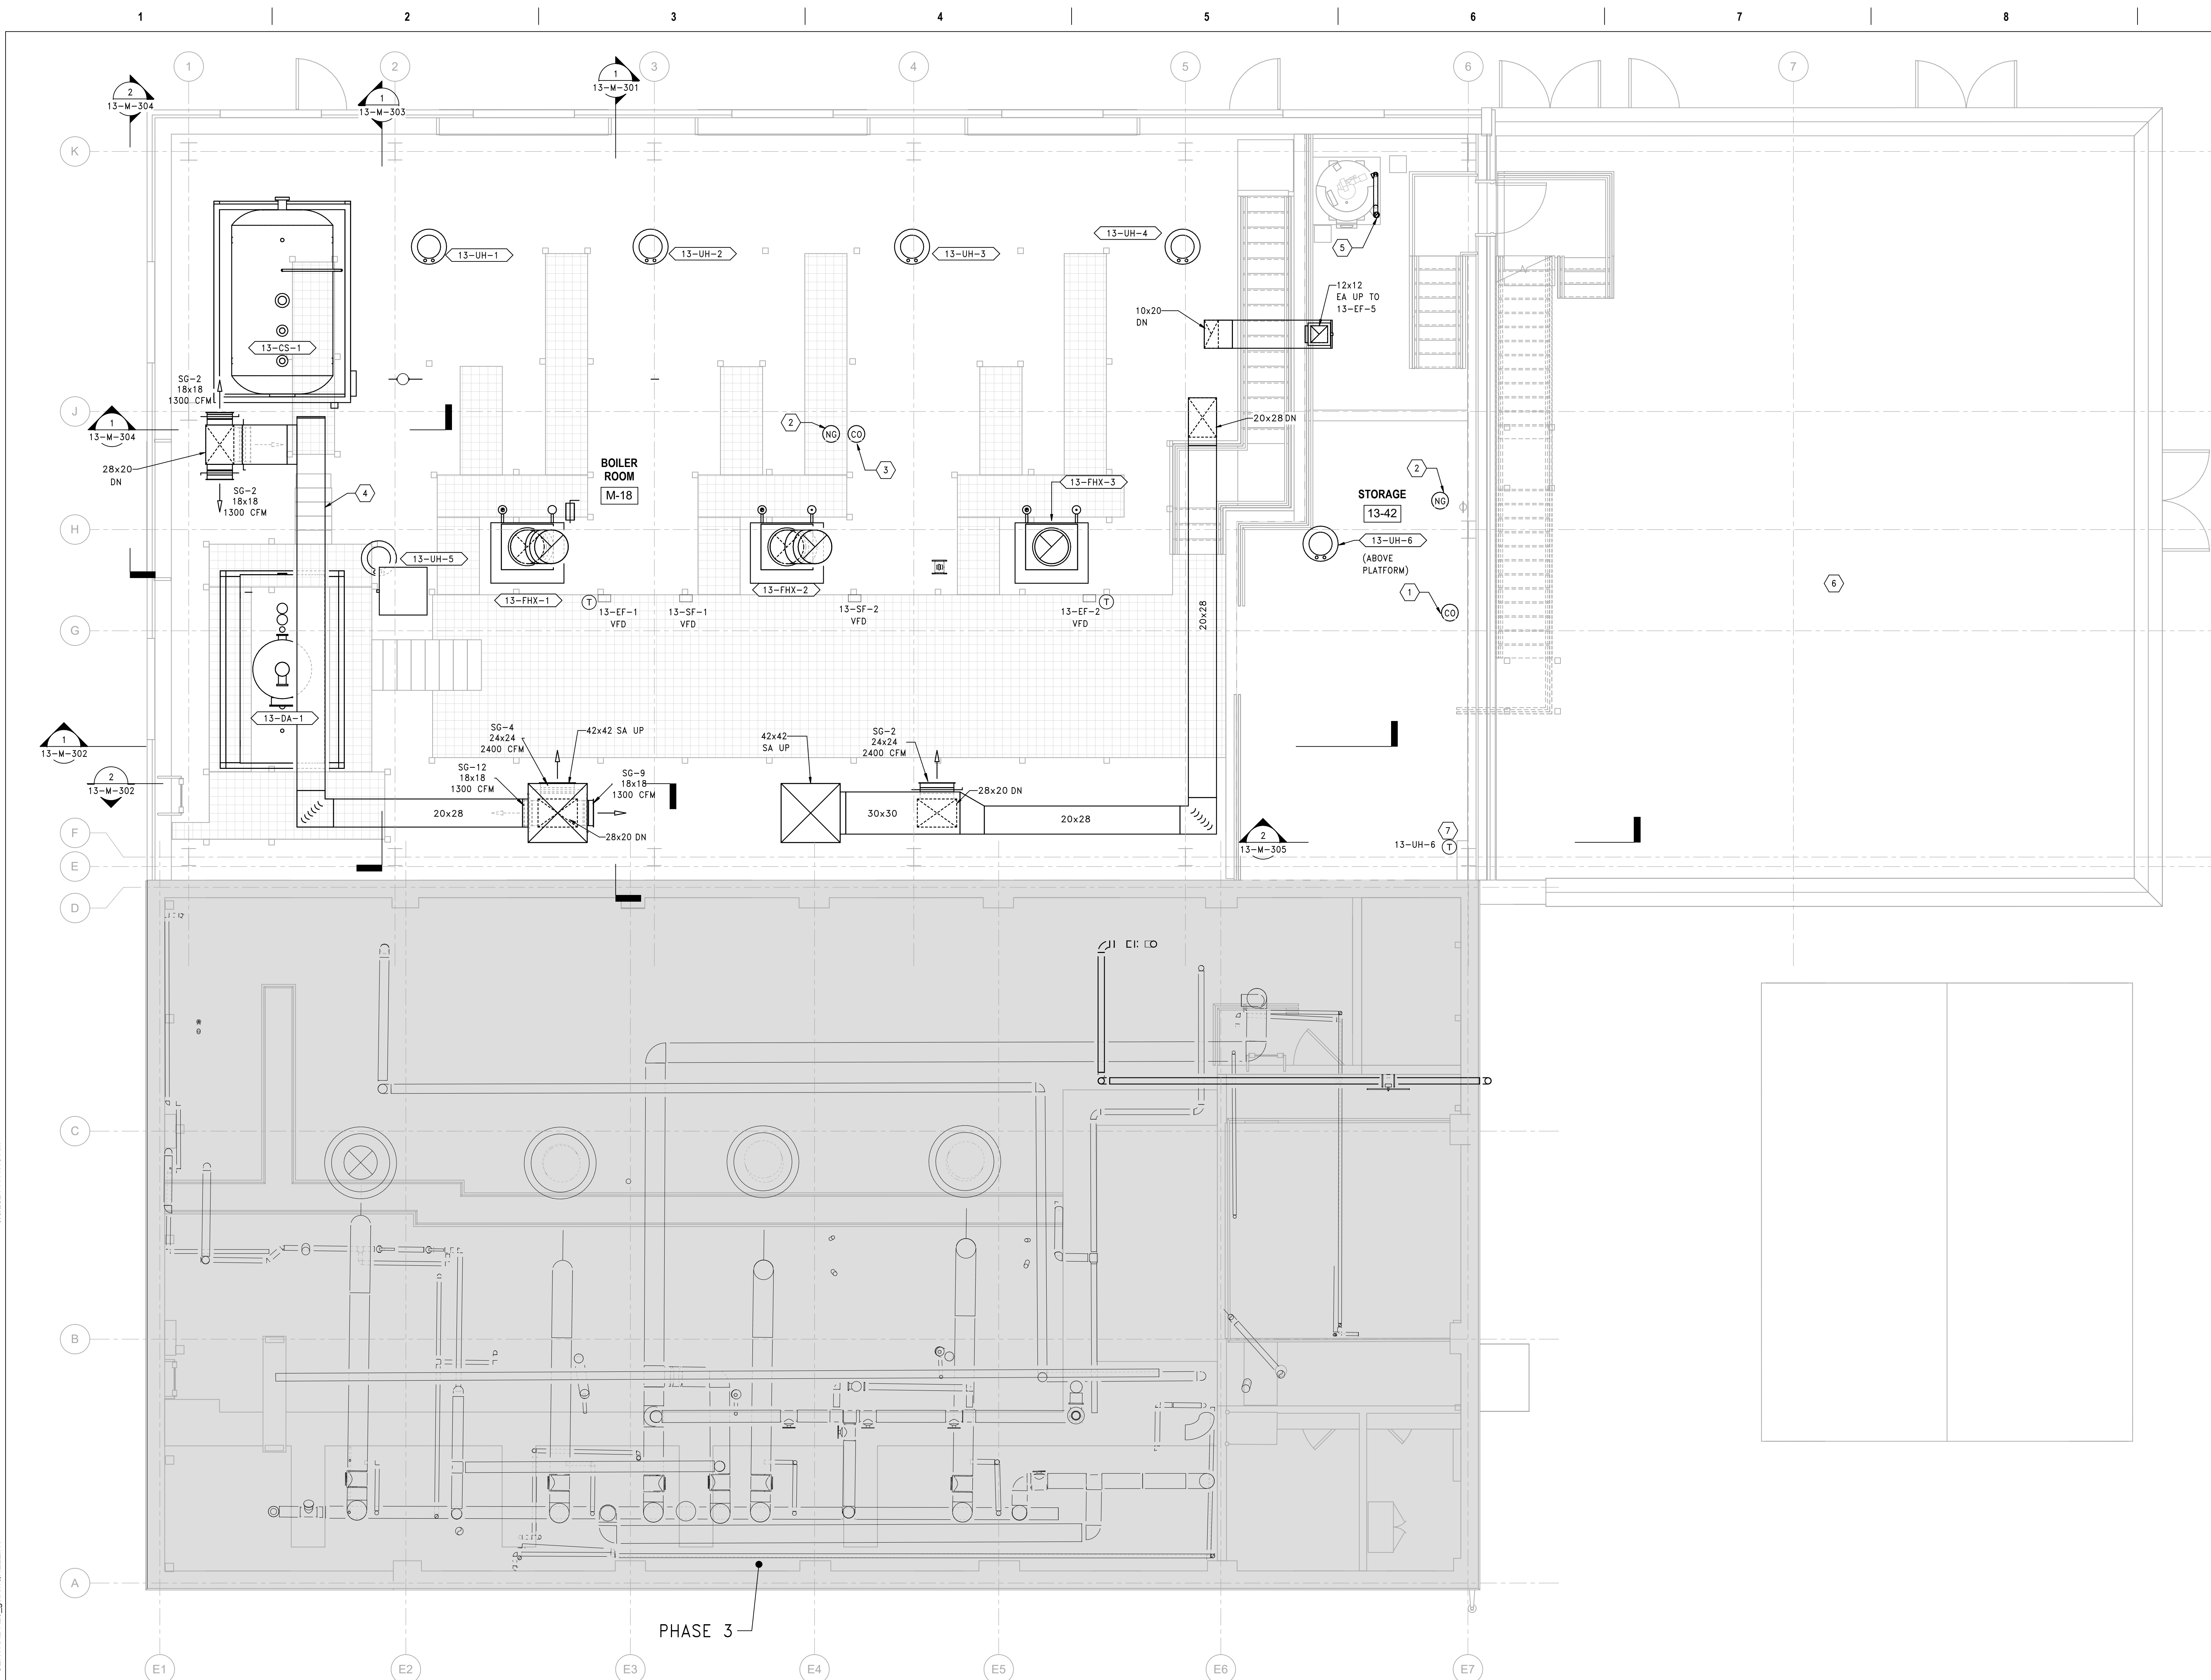 1 2 3 4 5 6 7 8
1 2 3 4 5 6 7
2
13-M-304
1
13-M-303
1
13-M-301
K
13-UH-1
13-UH-2
13-UH-3
13-UH-4
5
12x12
EA UP TO
13-EF-5
10x20
DN
13-CS-1
SG-2
18x18
1300 CFM
J
1
13-M-304
28x20
DN
SG-2
18x18
1300 CFM
4
2
NG
CO
3
20x28 DN
BOILER
ROOM
M-18
13-FHX-3
2
NG
STORAGE
13-42
H
13-UH-5
13-UH-6
(ABOVE
PLATFORM)
13-FHX-1
13-FHX-2
T
13-EF-1
VFD
13-SF-1
VFD
13-SF-2
VFD
13-EF-2
VFD
T
20x28
1
CO
6
G
13-DA-1
1
13-M-302
2
13-M-302
SG-4
24x24
2400 CFM
42x42 SA UP
SG-12
18x18
1300 CFM
SG-9
18x18
1300 CFM
42x42
SA UP
SG-2
24x24
2400 CFM
28x20 DN
20x28
28x20 DN
30x30
20x28
F
2
13-M-305
7
13-UH-6
T
E
D
C
B
A
PHASE 3
E1 E2 E3 E4 E5 E6 E7